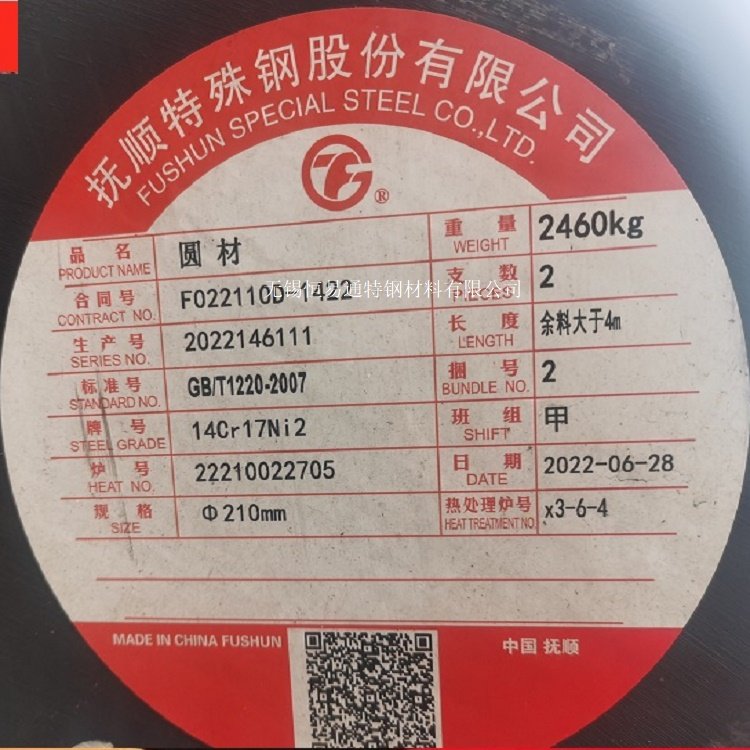 抚顺特殊钢股份有限公司
FUSHUN SPECIAL STEEL CO.,LTD.
TG ®
品名 圆材 重量 2460kg
PRODUCT NAME WEIGHT
合同号 支数 2
CONTRACT NO.
无锡恒易通特钢材料有限公司
生产号 2022146111 长度 余料大于4m
SERIES NO. LENGTH
标准号 GB/T1220-2007 捆号 2
STANDARD NO. BUNDLE NO.
牌号 14Cr17Ni2 班组 甲
STEEL GRADE SHIFT
炉号 22210022705 日期 2022-06-28
HEAT NO. DATE
规格 Φ210mm 热处理炉号 x3-6-4
SIZE HEAT TREATMENT NO.
MADE IN CHINA FUSHUN 中国 抚顺